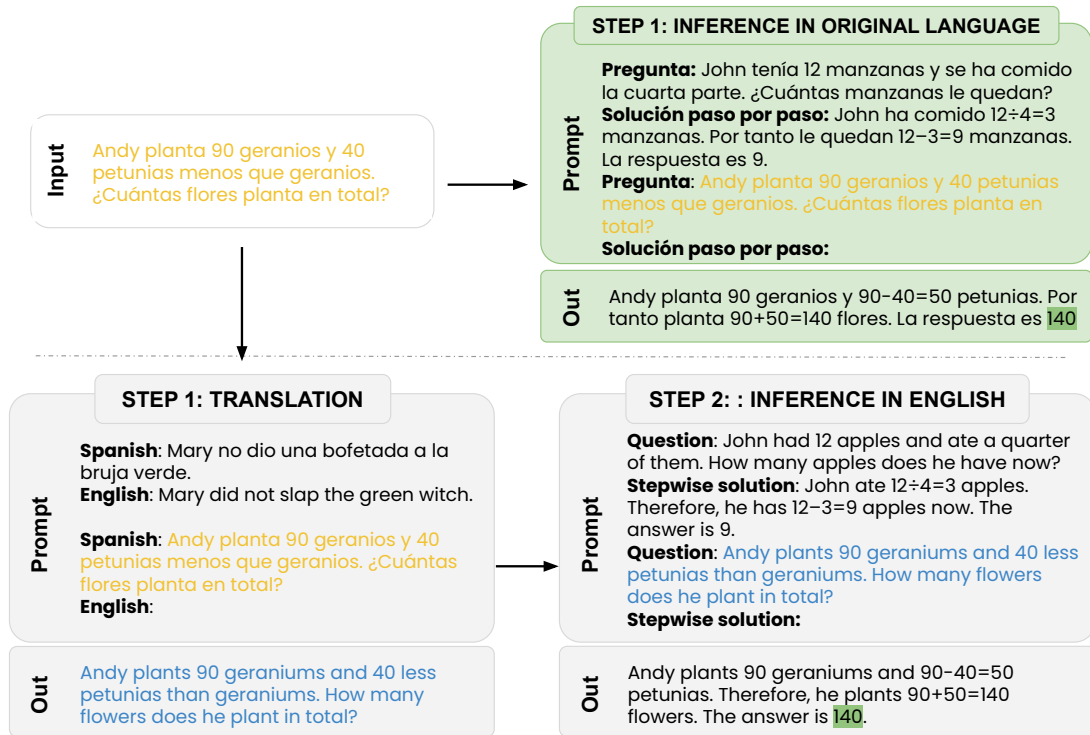 STEP 1: INFERENCE IN ORIGINAL LANGUAGE
Input
Andy planta 90 geranios y 40
petunias menos que geranios.
¿Cuántas flores planta en total?
Prompt
Pregunta: John tenía 12 manzanas y se ha comido
la cuarta parte. ¿Cuántas manzanas le quedan?
Solución paso por paso: John ha comido 12÷4=3
manzanas. Por tanto le quedan 12–3=9 manzanas.
La respuesta es 9.
Pregunta: Andy planta 90 geranios y 40 petunias
menos que geranios. ¿Cuántas flores planta en
total?
Solución paso por paso:
Out
Andy planta 90 geranios y 90-40=50 petunias. Por
tanto planta 90+50=140 flores. La respuesta es 140
STEP 1: TRANSLATION
Prompt
Spanish: Mary no dio una bofetada a la
bruja verde.
English: Mary did not slap the green witch.
Spanish: Andy planta 90 geranios y 40
petunias menos que geranios. ¿Cuántas
flores planta en total?
English:
Out
Andy plants 90 geraniums and 40 less
petunias than geraniums. How many
flowers does he plant in total?
STEP 2: : INFERENCE IN ENGLISH
Prompt
Question: John had 12 apples and ate a quarter
of them. How many apples does he have now?
Stepwise solution: John ate 12÷4=3 apples.
Therefore, he has 12–3=9 apples now. The
answer is 9.
Question: Andy plants 90 geraniums and 40 less
petunias than geraniums. How many flowers
does he plant in total?
Stepwise solution:
Out
Andy plants 90 geraniums and 90-40=50
petunias. Therefore, he plants 90+50=140
flowers. The answer is 140.